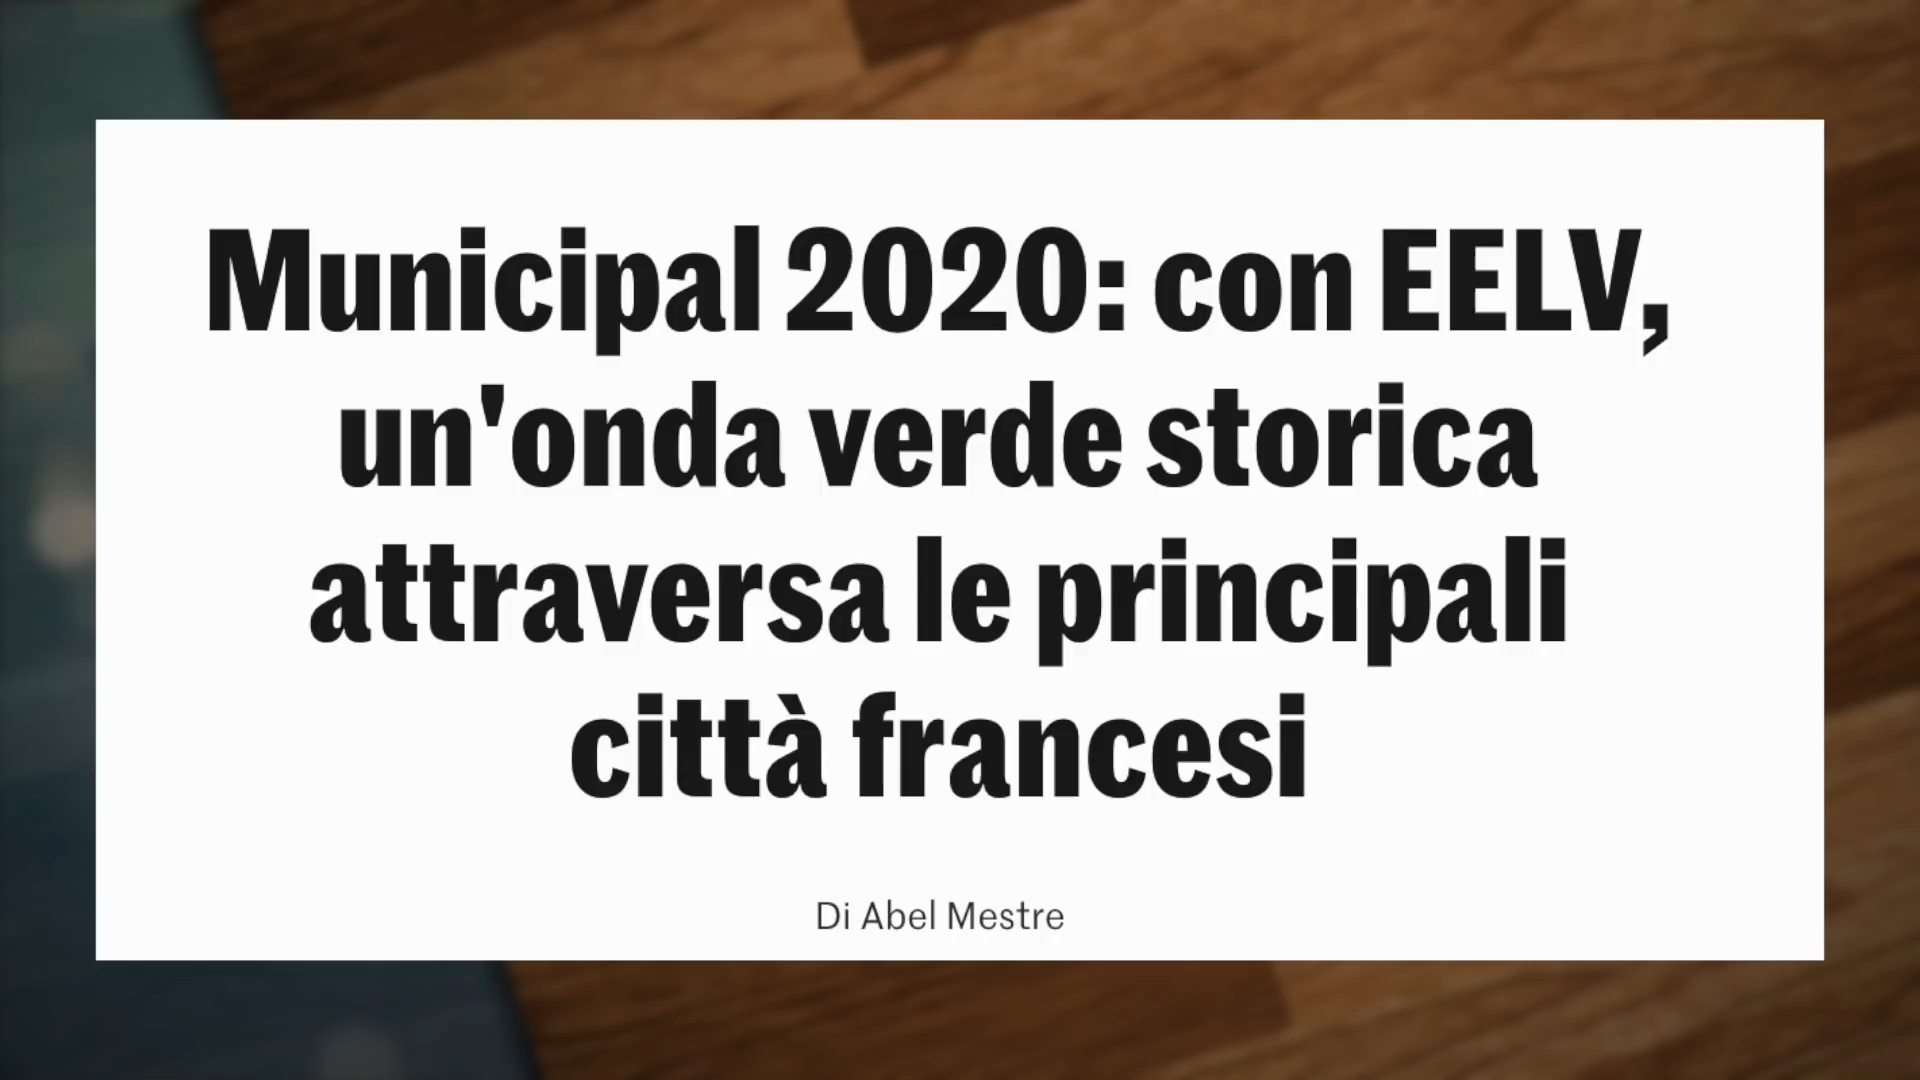 Municipal 2020: con EELV,
un'onda verde storica
attraversa le principali
città francesi
Di Abel Mestre